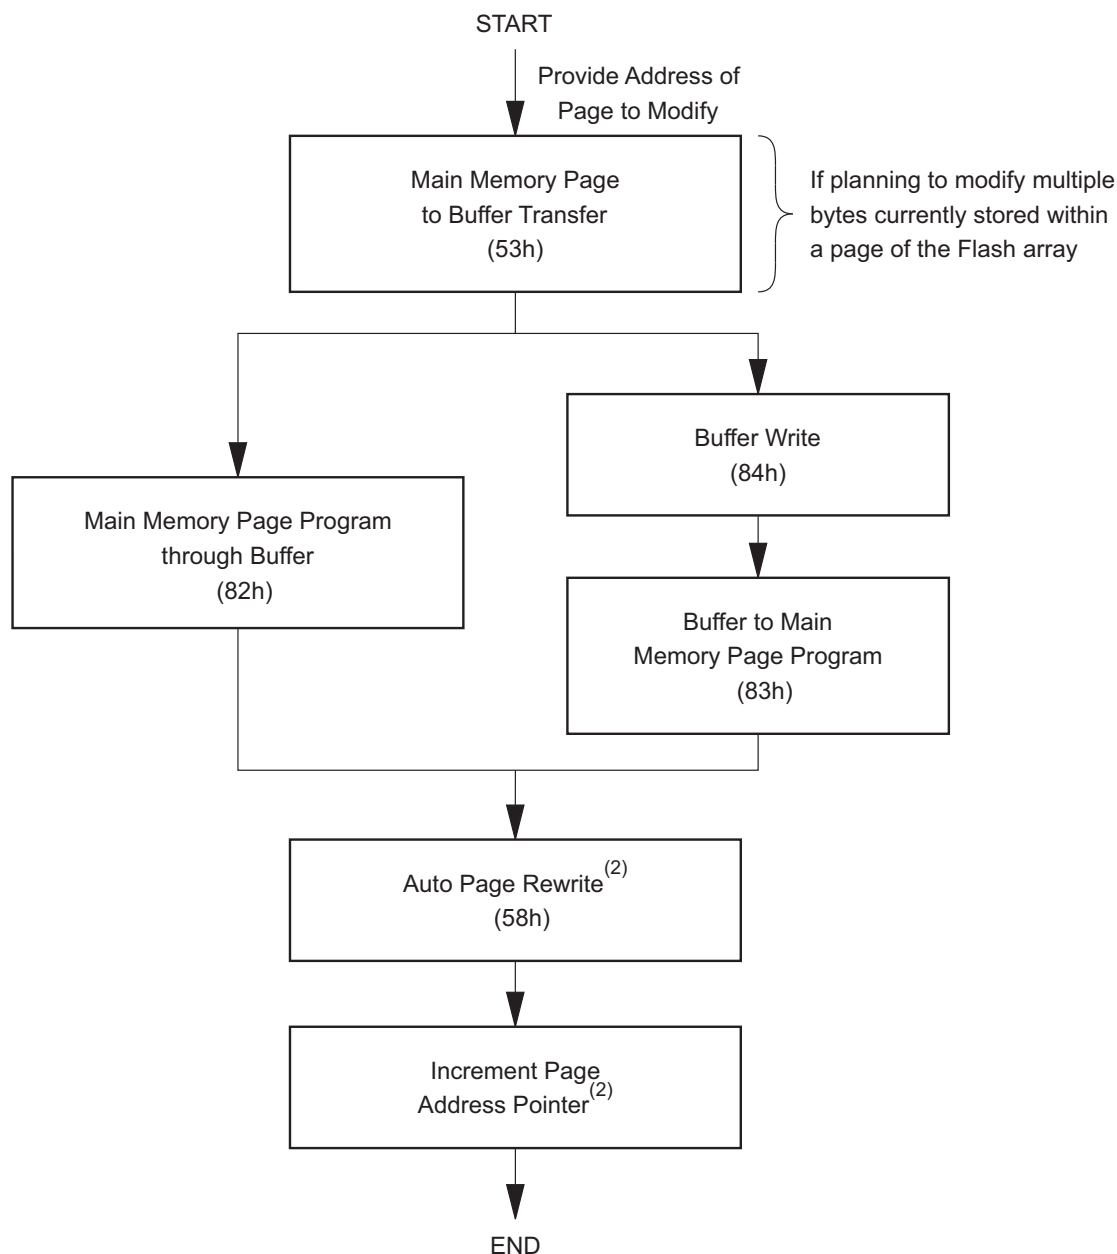 START
Provide Address of
Page to Modify
Main Memory Page
to Buffer Transfer
(53h)
If planning to modify multiple
bytes currently stored within
a page of the Flash array
Buffer Write
(84h)
Main Memory Page Program
through Buffer
(82h)
Buffer to Main
Memory Page Program
(83h)
Auto Page Rewrite(2)
(58h)
Increment Page
Address Pointer(2)
END